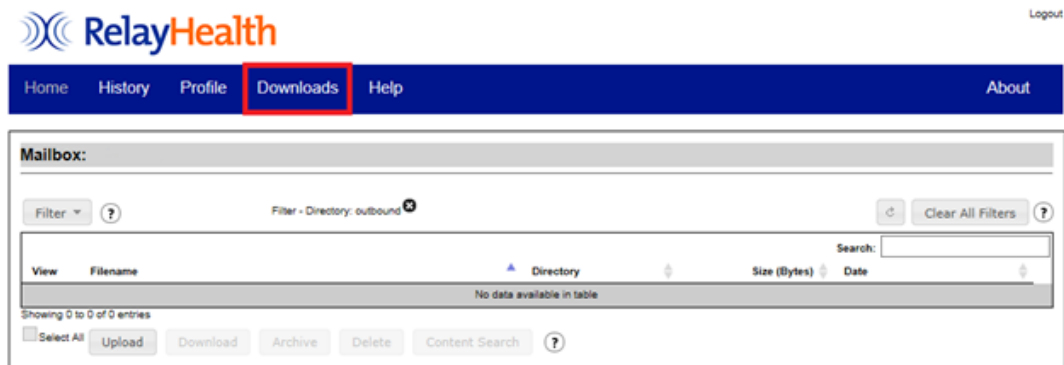 Logout
RelayHealth
Home History Profile Downloads Help About
Mailbox:
Filter ? Filter - Directory: outbound Clear All Filters ?
Search:
View Filename Directory Size (Bytes) Date
No data available in table
Showing 0 to 0 of 0 entries
Select All Upload Download Archive Delete Content Search ?